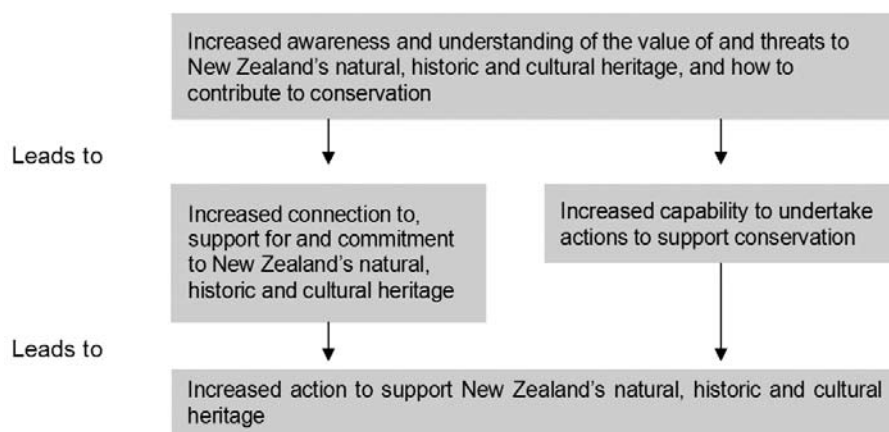 Increased awareness and understanding of the value of and threats to
New Zealand's natural, historic and cultural heritage, and how to
contribute to conservation
Leads to
Increased connection to,
support for and commitment
to New Zealand's natural,
historic and cultural heritage
Increased capability to undertake
actions to support conservation
Leads to
Increased action to support New Zealand's natural, historic and cultural
heritage